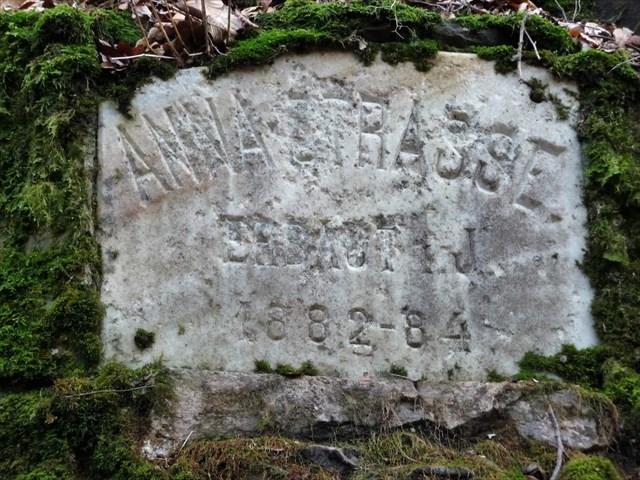 ANNA-STRASSE
ERBAUT I. J.
1882-84